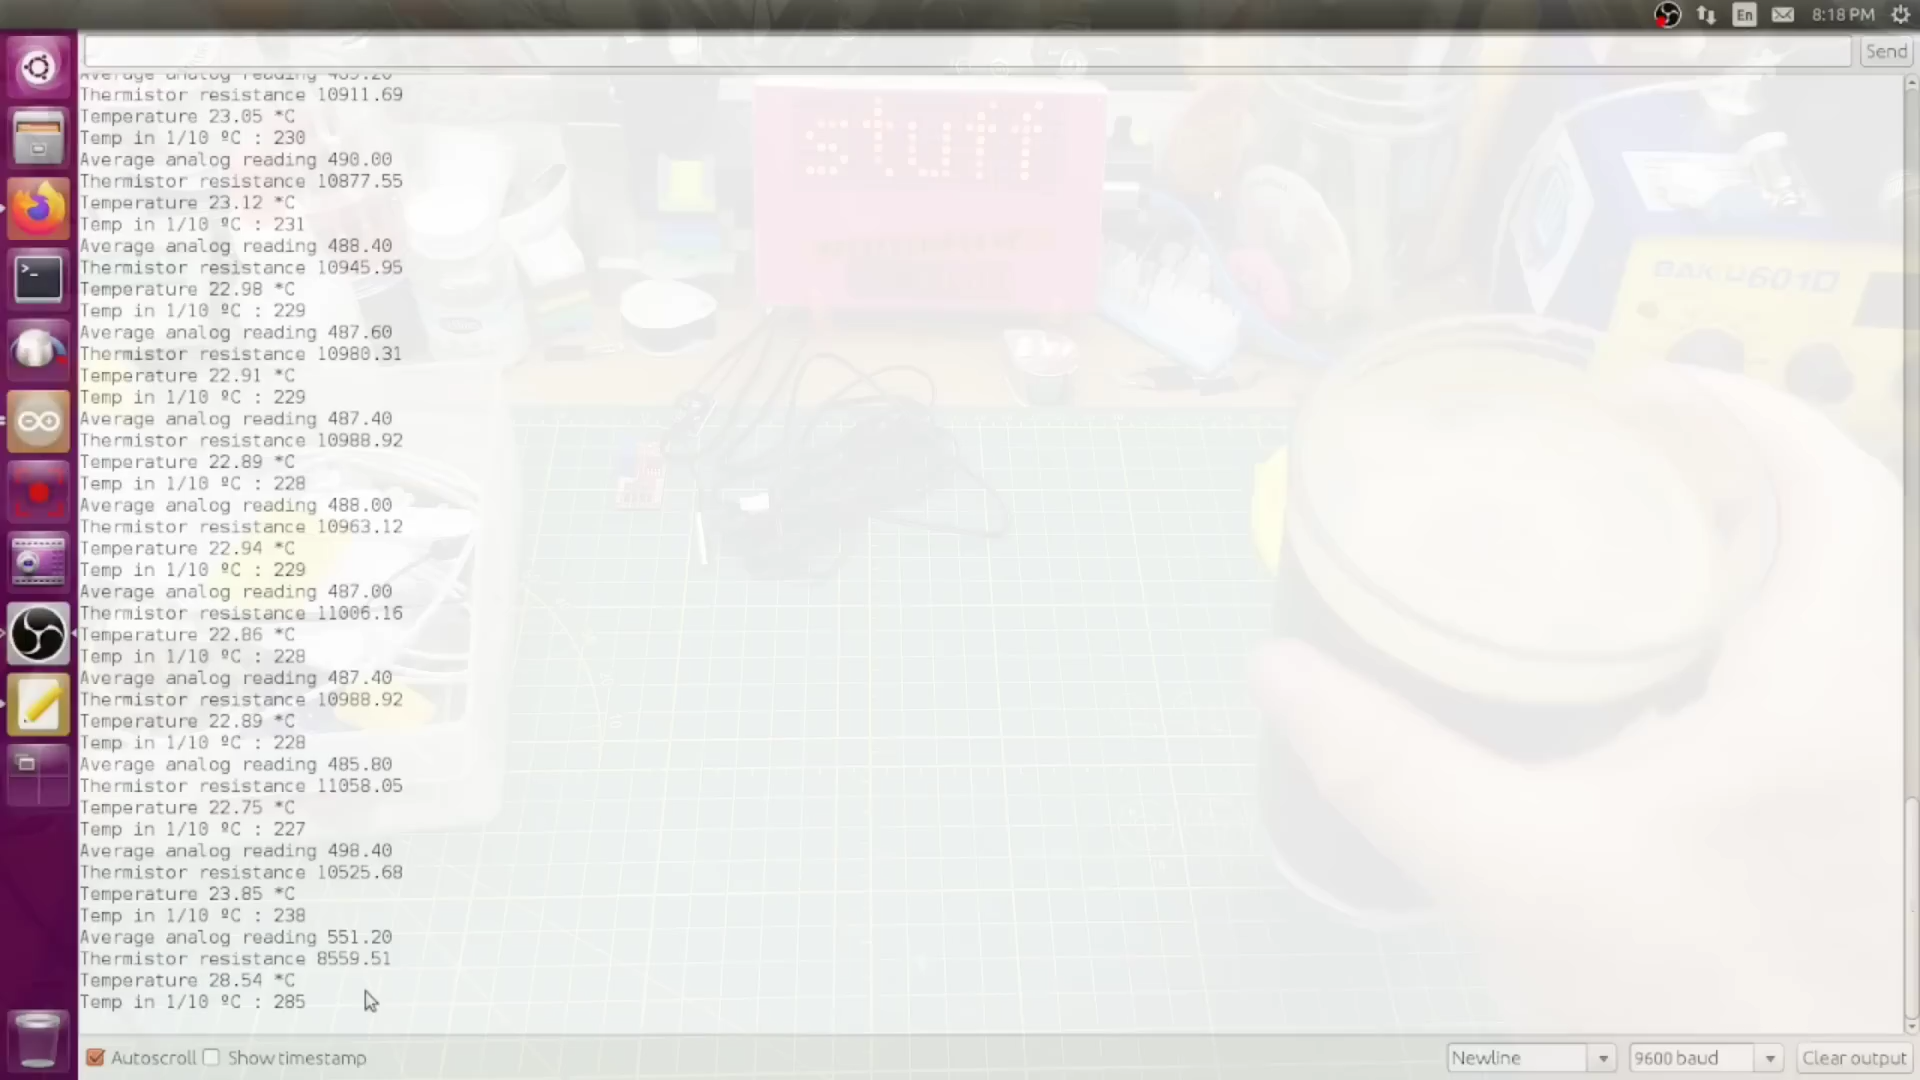 En 8:18 PM
Send
Average analog reading 489.20
Thermistor resistance 10911.69
Temperature 23.05 *C
Temp in 1/10 ºC : 230
Average analog reading 490.00
Thermistor resistance 10877.55
Temperature 23.12 *C
Temp in 1/10 ºC : 231
Average analog reading 488.40
Thermistor resistance 10945.95
Temperature 22.98 *C
Temp in 1/10 ºC : 229
Average analog reading 487.60
Thermistor resistance 10980.31
Temperature 22.91 *C
Temp in 1/10 ºC : 229
Average analog reading 487.40
Thermistor resistance 10988.92
Temperature 22.89 *C
Temp in 1/10 ºC : 228
Average analog reading 488.00
Thermistor resistance 10963.12
Temperature 22.94 *C
Temp in 1/10 ºC : 229
Average analog reading 487.00
Thermistor resistance 11006.16
Temperature 22.86 *C
Temp in 1/10 ºC : 228
Average analog reading 487.40
Thermistor resistance 10988.92
Temperature 22.89 *C
Temp in 1/10 ºC : 228
Average analog reading 485.80
Thermistor resistance 11058.05
Temperature 22.75 *C
Temp in 1/10 ºC : 227
Average analog reading 498.40
Thermistor resistance 10525.68
Temperature 23.85 *C
Temp in 1/10 ºC : 238
Average analog reading 551.20
Thermistor resistance 8559.51
Temperature 28.54 *C
Temp in 1/10 ºC : 285
stuff
BAKU601D
Autoscroll Show timestamp Newline 9600 baud Clear output